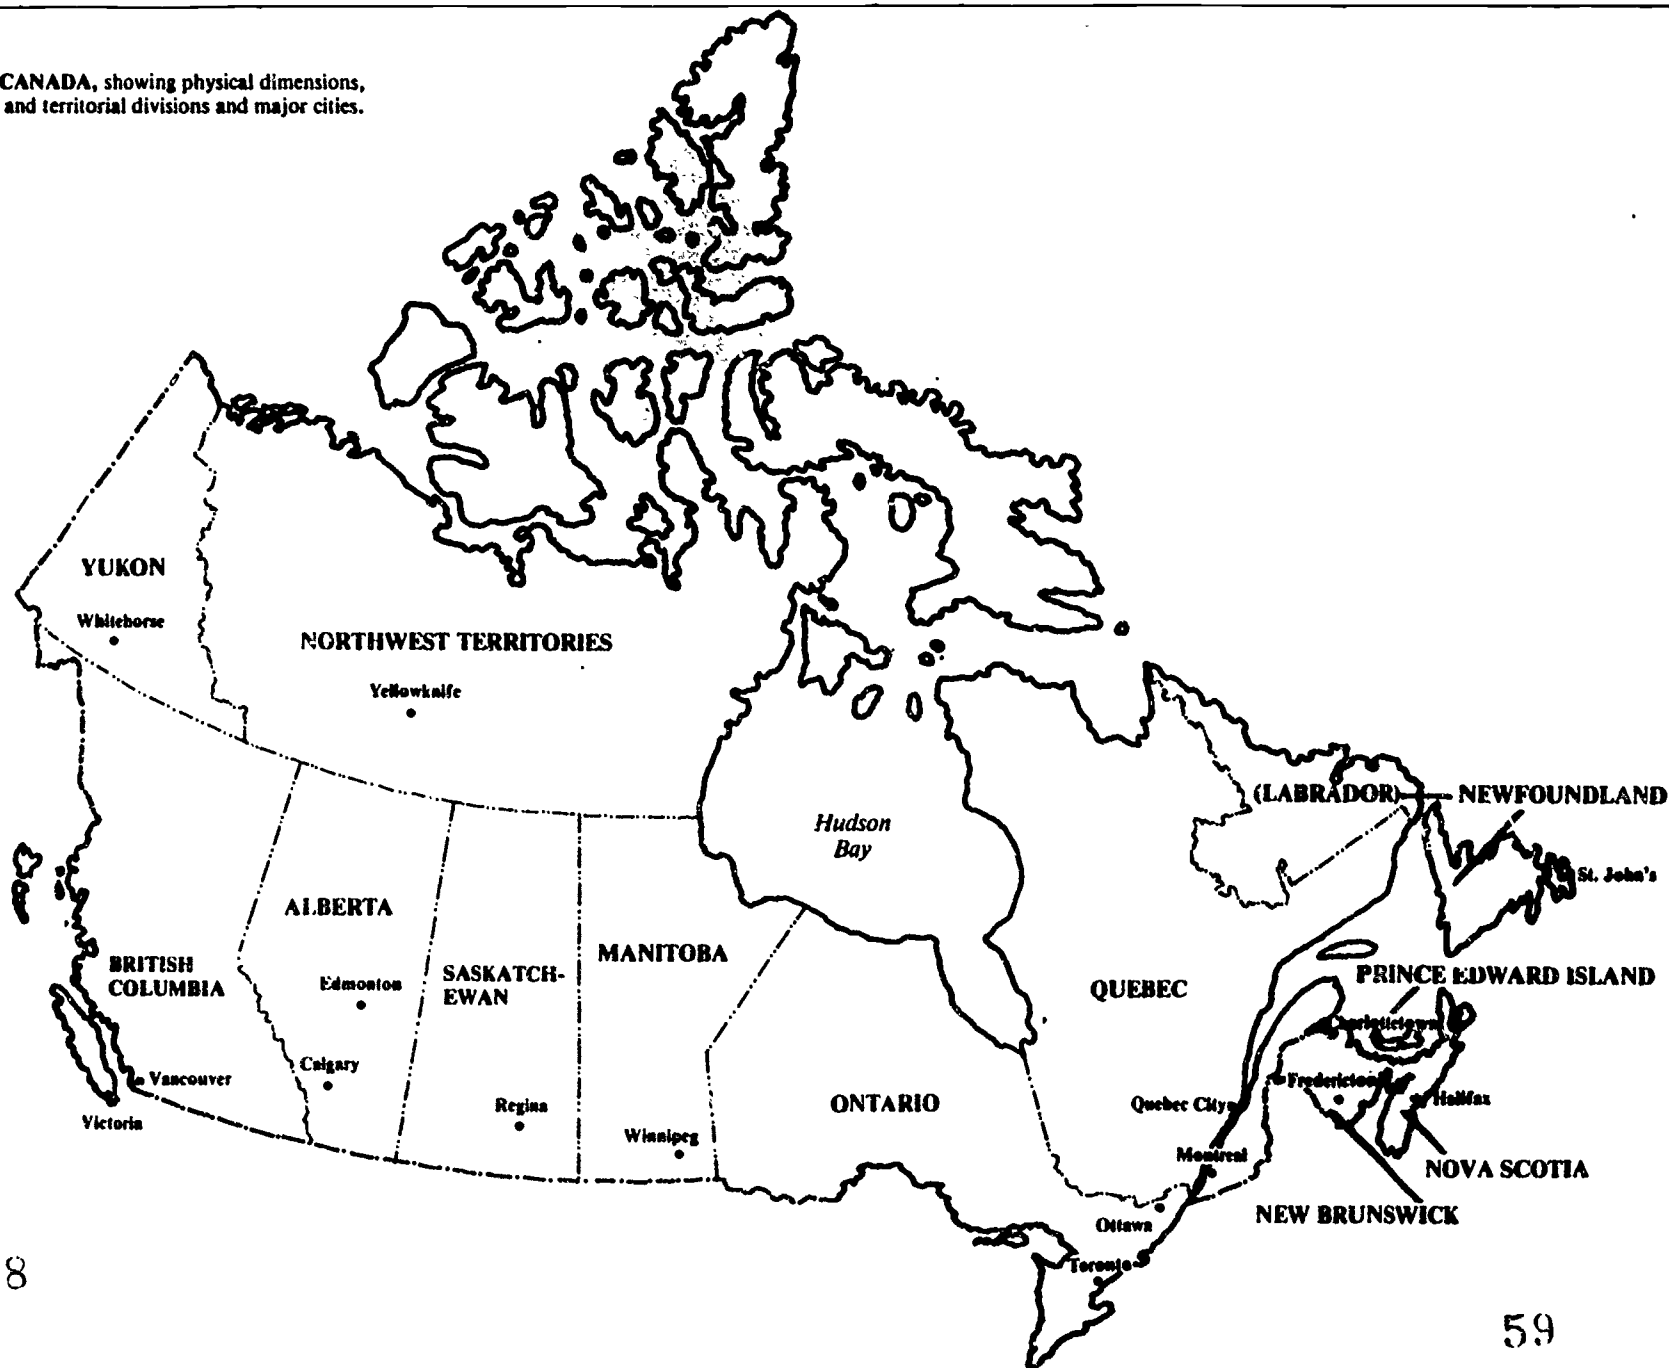 CANADA, showing physical dimensions,
and territorial divisions and major cities.
YUKON
Whitehorse
NORTHWEST TERRITORIES
Yellowknife
Hudson
Bay
(LABRADOR)
NEWFOUNDLAND
St. John's
ALBERTA
BRITISH
COLUMBIA
Edmonton
SASKATCH-
EWAN
MANITOBA
QUEBEC
PRINCE EDWARD ISLAND
Charlottetown
Calgary
Vancouver
Victoria
Regina
Winnipeg
ONTARIO
Quebec City
Fredericton
Halifax
Montreal
NOVA SCOTIA
NEW BRUNSWICK
Ottawa
Toronto
8
59